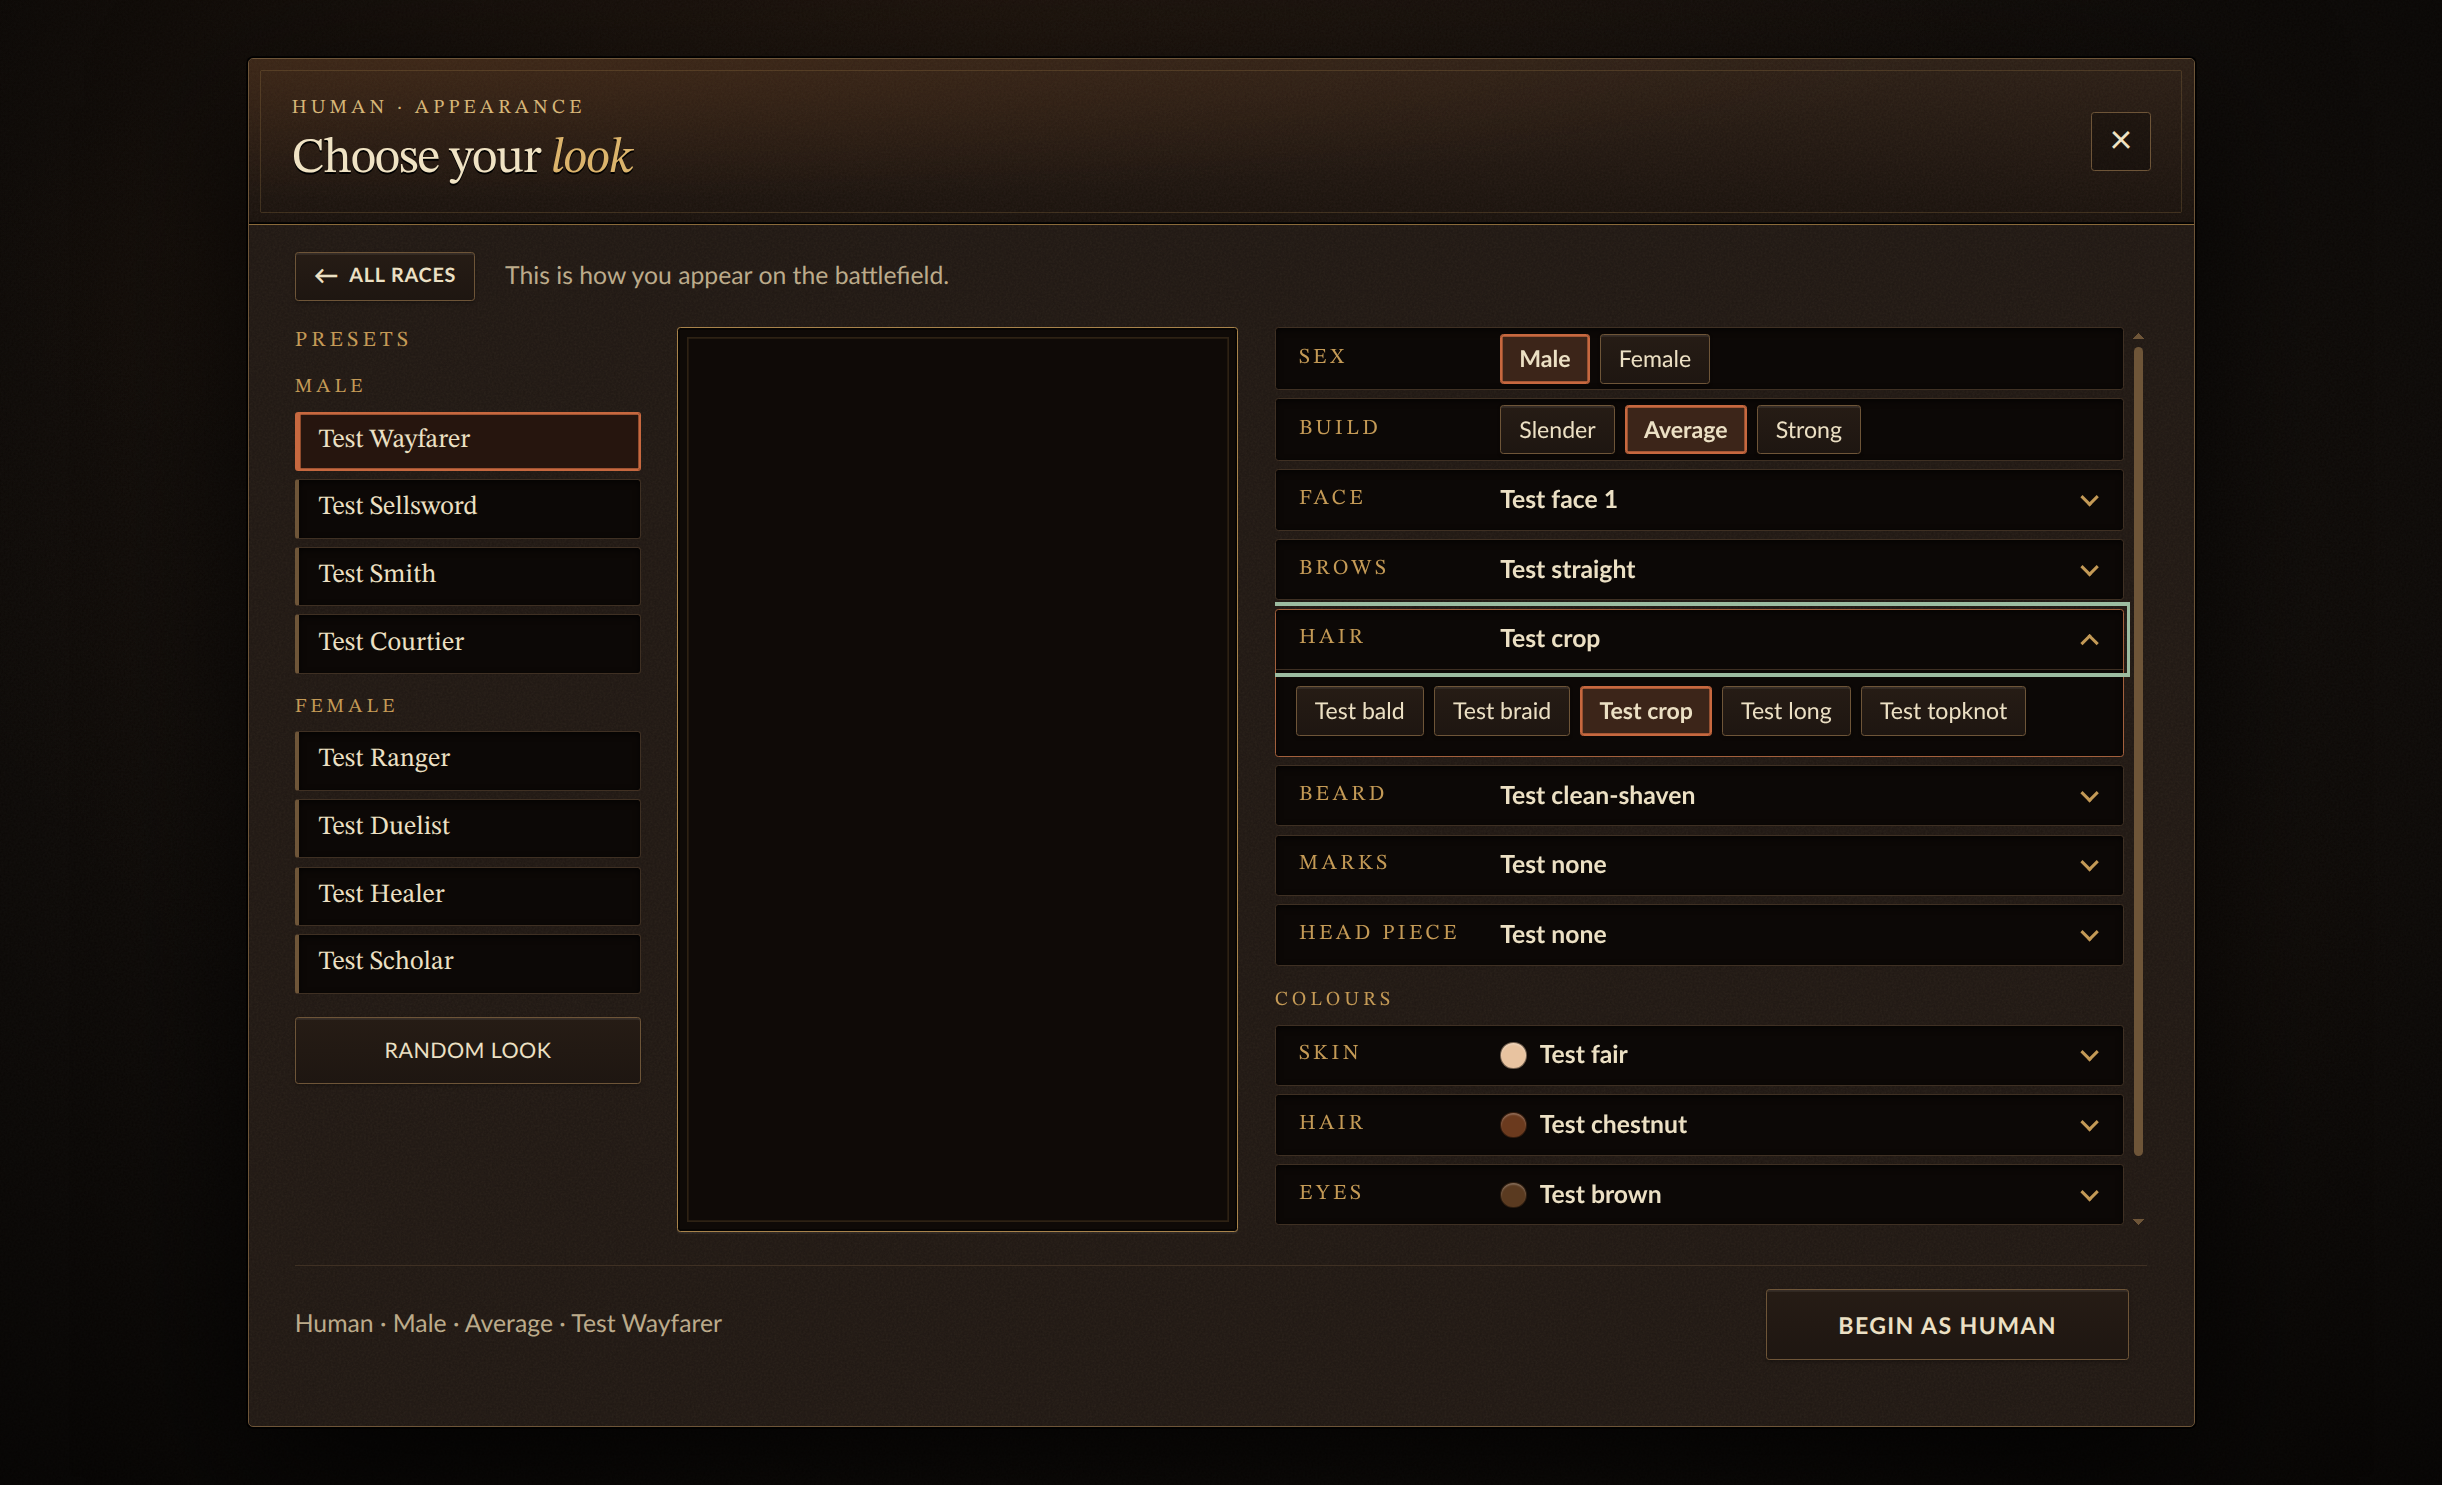 HUMAN · APPEARANCE
Choose your look
← ALL RACES
This is how you appear on the battlefield.
PRESETS
MALE
Test Wayfarer
Test Sellsword
Test Smith
Test Courtier
FEMALE
Test Ranger
Test Duelist
Test Healer
Test Scholar
RANDOM LOOK
SEX Male Female
BUILD Slender Average Strong
FACE Test face 1
BROWS Test straight
HAIR Test crop
Test bald Test braid Test crop Test long Test topknot
BEARD Test clean-shaven
MARKS Test none
HEAD PIECE Test none
COLOURS
SKIN Test fair
HAIR Test chestnut
EYES Test brown
Human · Male · Average · Test Wayfarer
BEGIN AS HUMAN